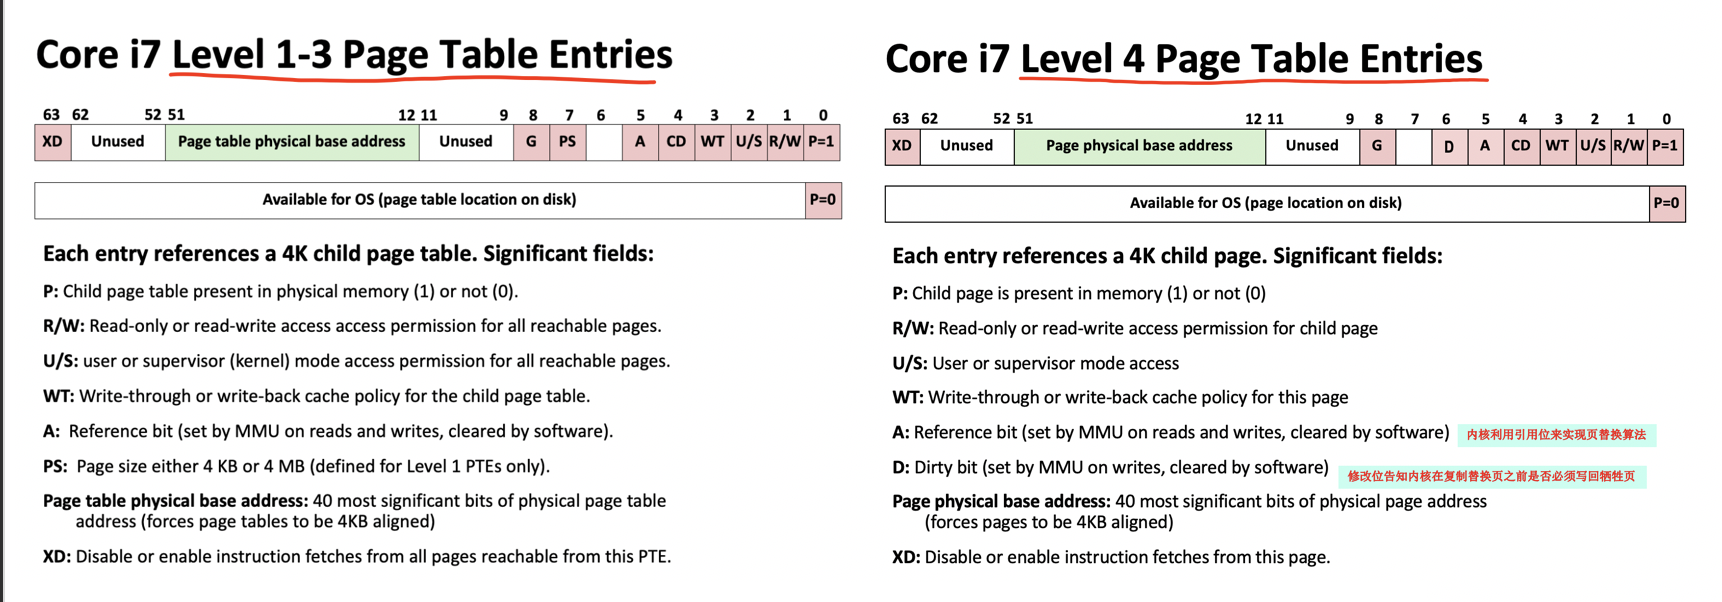 Core i7 Level 1-3 Page Table Entries
63 62 52 51 12 11 9 8 7 6 5 4 3 2 1 0
XD Unused Page table physical base address Unused G PS A CD WT U/S R/W P=1
Available for OS (page table location on disk) P=0
Each entry references a 4K child page table. Significant fields:
P: Child page table present in physical memory (1) or not (0).
R/W: Read-only or read-write access access permission for all reachable pages.
U/S: user or supervisor (kernel) mode access permission for all reachable pages.
WT: Write-through or write-back cache policy for the child page table.
A: Reference bit (set by MMU on reads and writes, cleared by software).
PS: Page size either 4 KB or 4 MB (defined for Level 1 PTEs only).
Page table physical base address: 40 most significant bits of physical page table
address (forces page tables to be 4KB aligned)
XD: Disable or enable instruction fetches from all pages reachable from this PTE.
Core i7 Level 4 Page Table Entries
63 62 52 51 12 11 9 8 7 6 5 4 3 2 1 0
XD Unused Page physical base address Unused G D A CD WT U/S R/W P=1
Available for OS (page location on disk) P=0
Each entry references a 4K child page. Significant fields:
P: Child page is present in memory (1) or not (0)
R/W: Read-only or read-write access permission for child page
U/S: User or supervisor mode access
WT: Write-through or write-back cache policy for this page
A: Reference bit (set by MMU on reads and writes, cleared by software) 内核利用引用位来实现页替换算法
D: Dirty bit (set by MMU on writes, cleared by software) 修改位告知内核在复制替换页之前是否必须写回牺牲页
Page physical base address: 40 most significant bits of physical page address
(forces pages to be 4KB aligned)
XD: Disable or enable instruction fetches from this page.